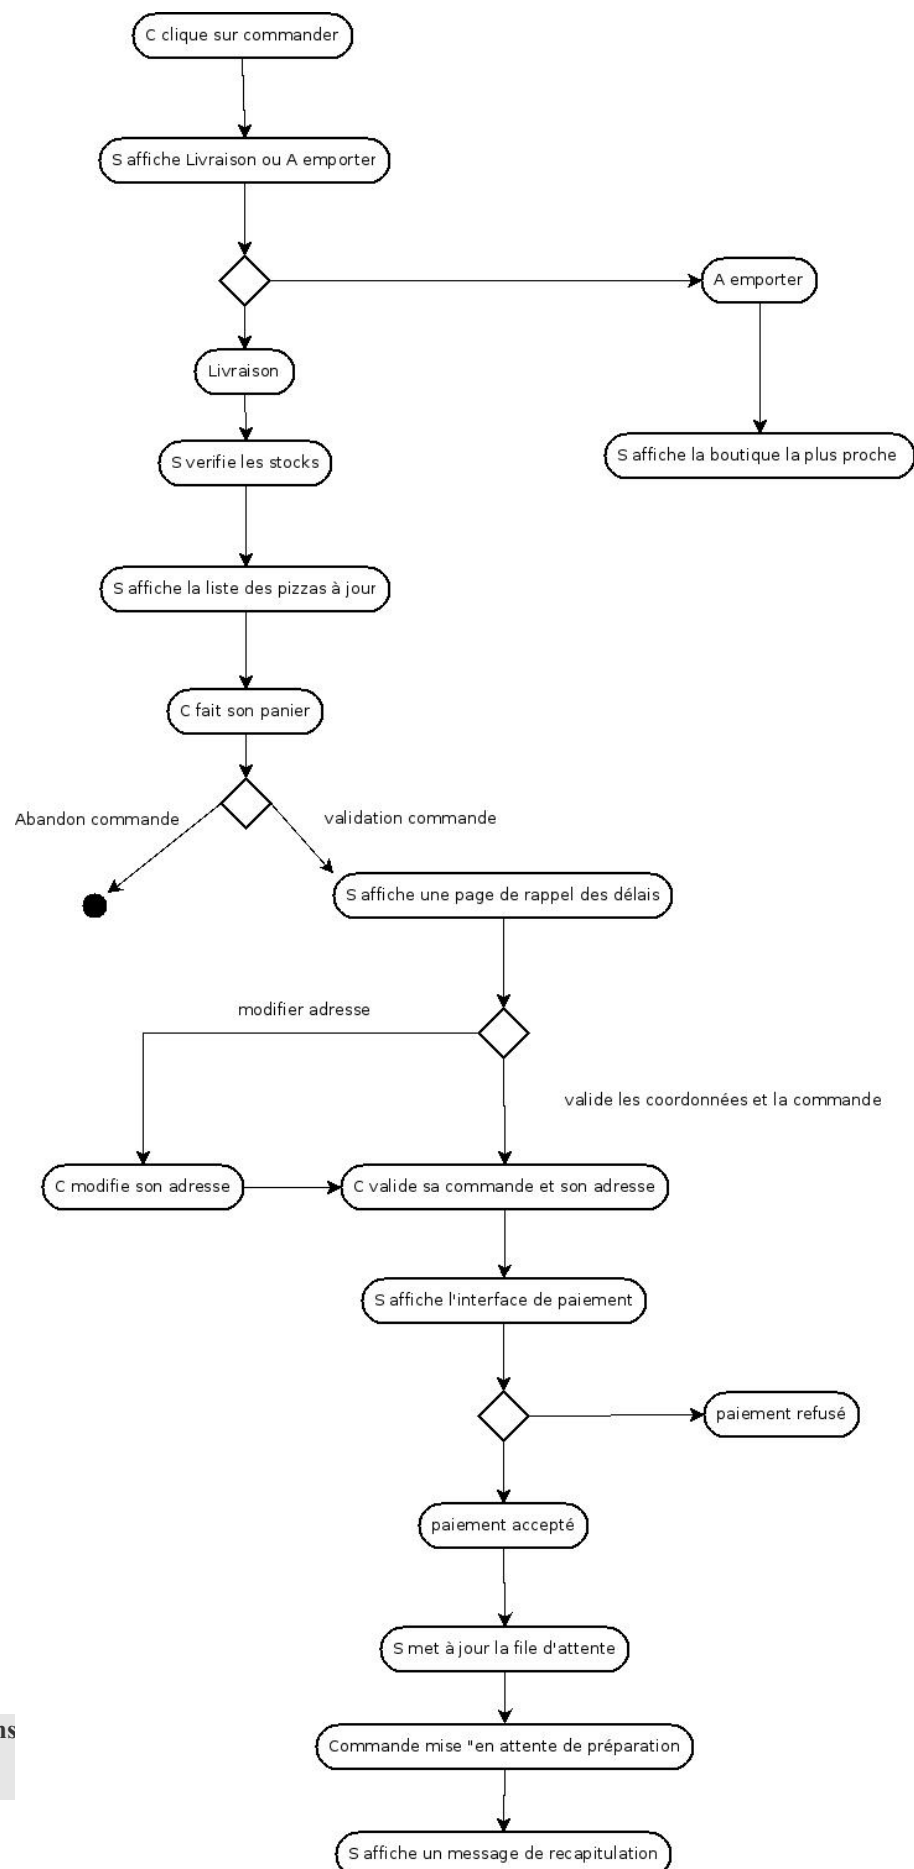 C clique sur commander
S affiche Livraison ou A emporter
A emporter
Livraison
S affiche la boutique la plus proche
S verifie les stocks
S affiche la liste des pizzas à jour
C fait son panier
Abandon commande
validation commande
S affiche une page de rappel des délais
modifier adresse
valide les coordonnées et la commande
C modifie son adresse
C valide sa commande et son adresse
S affiche l'interface de paiement
paiement refusé
paiement accepté
S met à jour la file d'attente
Commande mise "en attente de préparation
S affiche un message de recapitulation